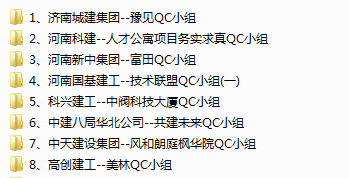 1、济南城建集团--豫见QC小组
2、河南科建--人才公寓项目务实求真QC小组
3、河南新中集团--富田QC小组
4、河南国基建工--技术联盟QC小组(一)
5、科兴建工--中阀科技大厦QC小组
6、中建八局华北公司--共建未来QC小组
7、中天建设集团--风和朗庭枫华院QC小组
8、高创建工--美林QC小组